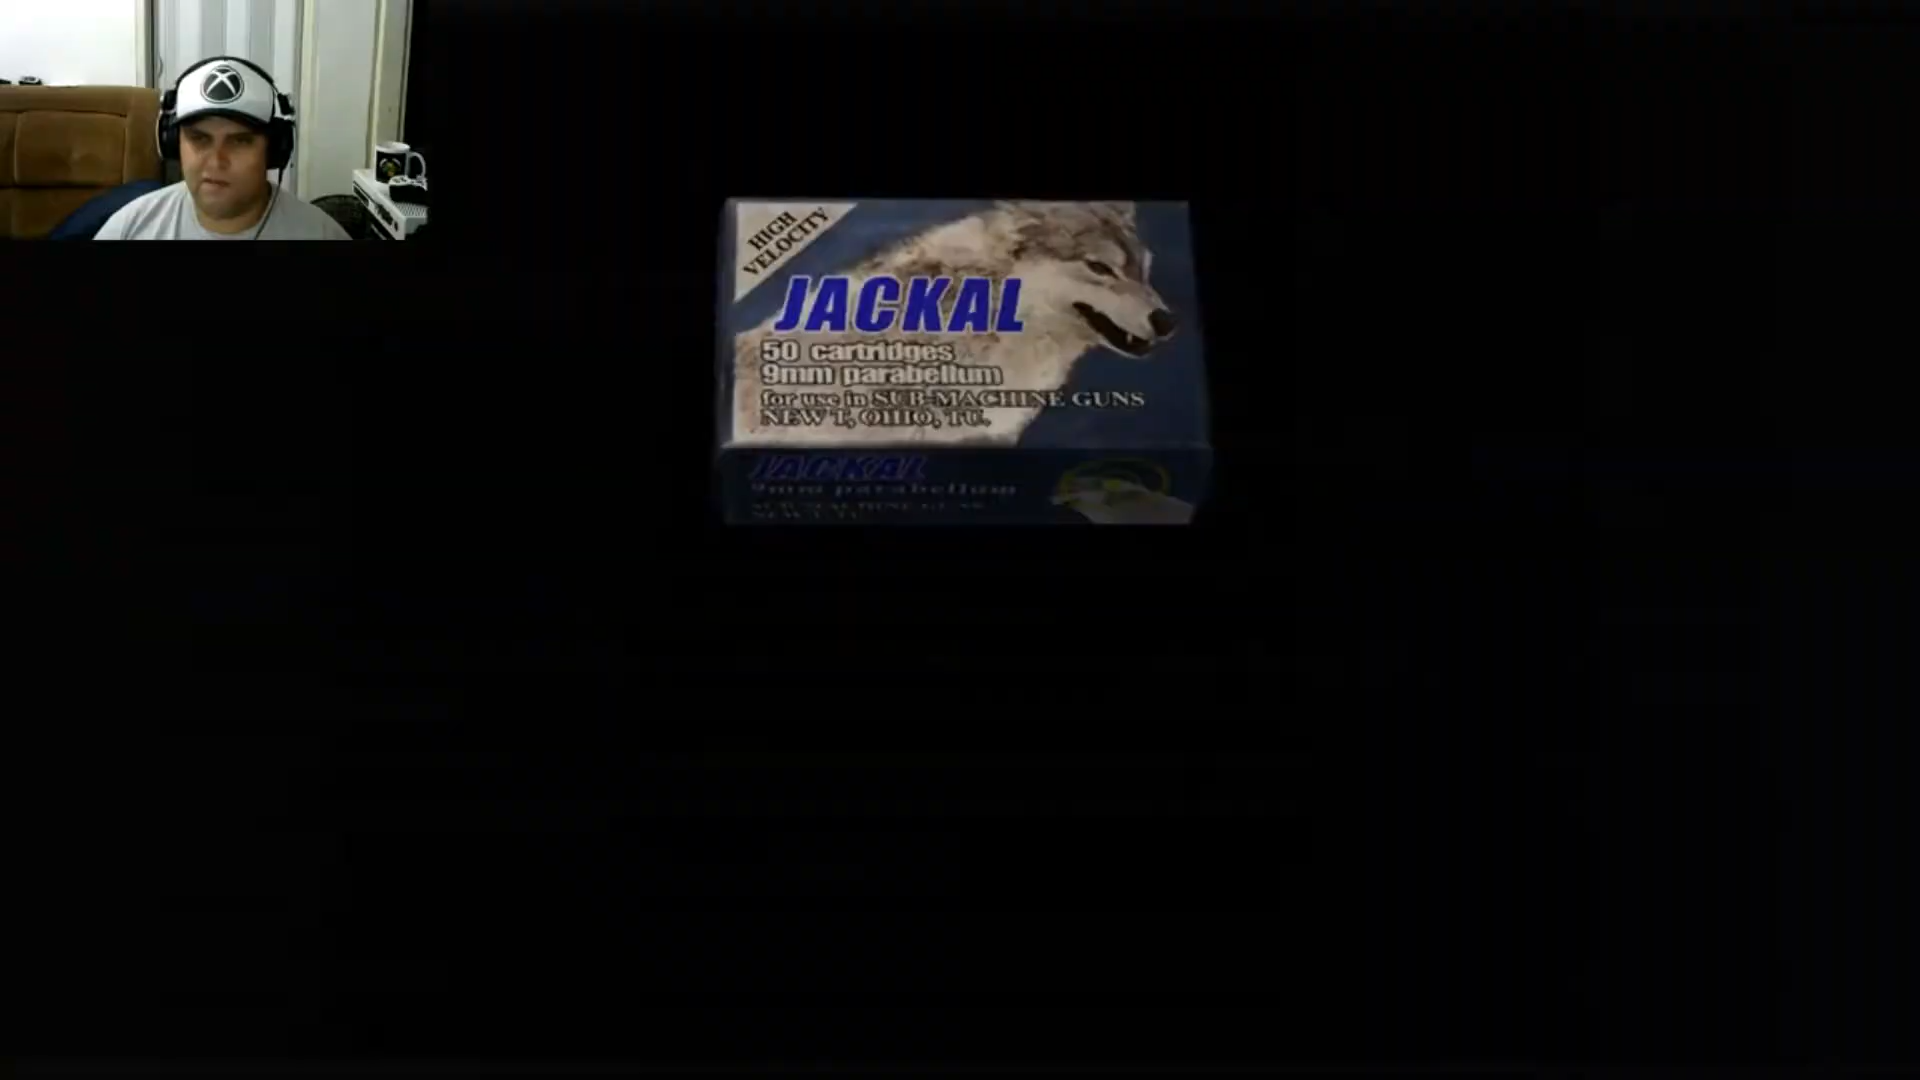 HIGH
VELOCITY
JACKAL
50 cartridges
9mm parabellum
for use in SUB-MACHINE GUNS
NEW T, OHIO, TU.
JACKAL
9mm parabellum